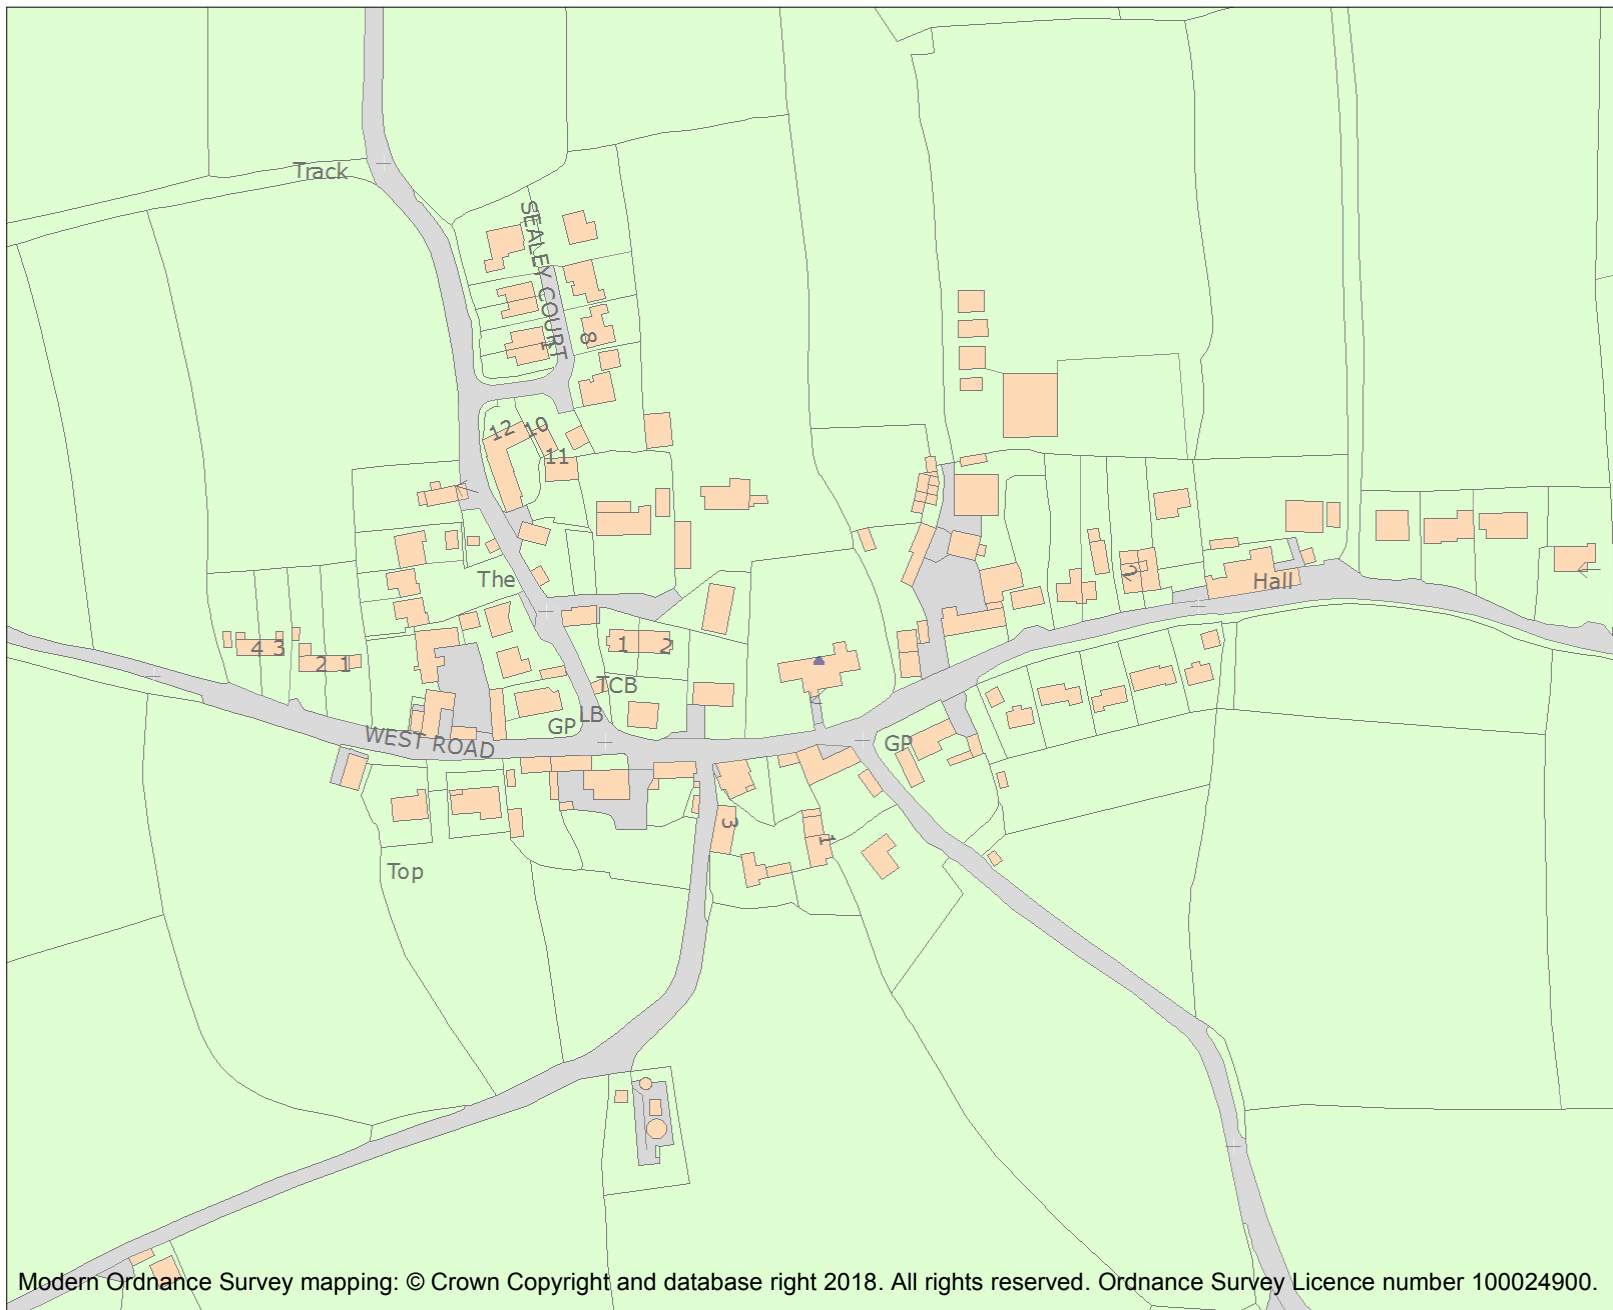 Track
SEALEY COURT
8
1
12
10
11
The
2
Hall
1
2
4 3
2 1
TCB
LB
GP
WEST ROAD
GP
3
1
Top
Modern Ordnance Survey mapping: © Crown Copyright and database right 2018. All rights reserved. Ordnance Survey Licence number 100024900.